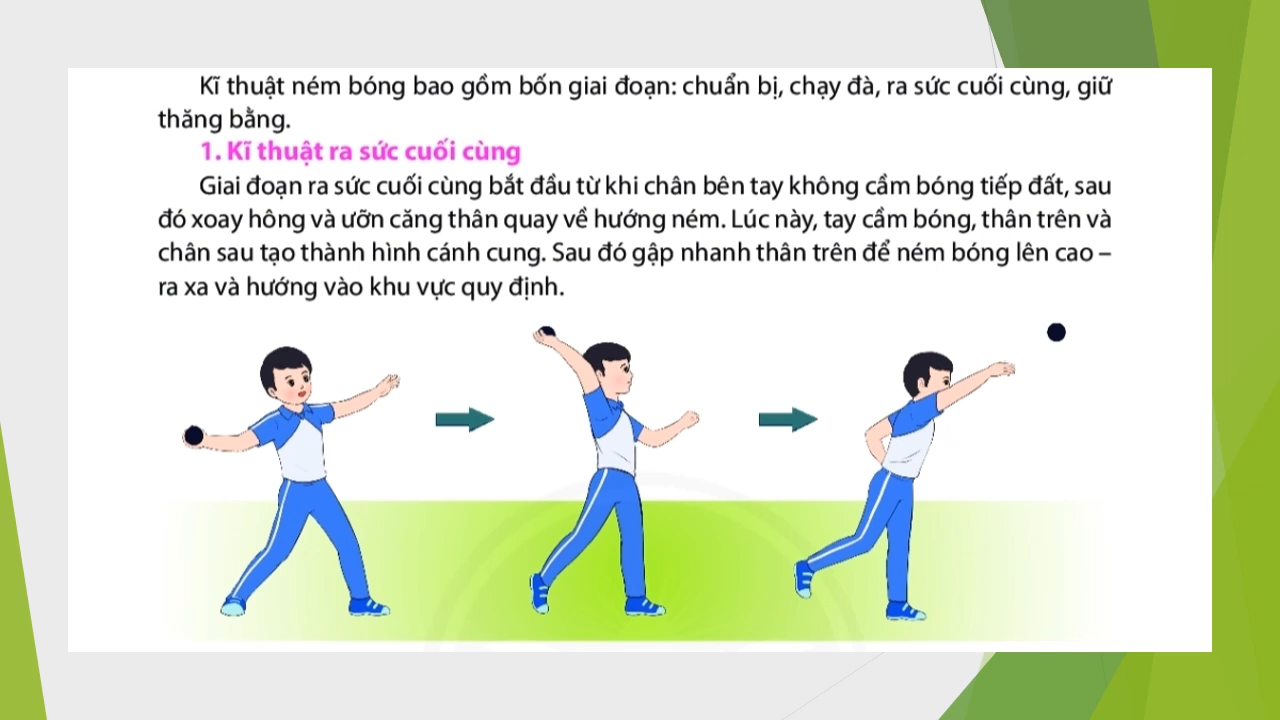 Kĩ thuật ném bóng bao gồm bốn giai đoạn: chuẩn bị, chạy đà, ra sức cuối cùng, giữ
thăng bằng.
1. Kĩ thuật ra sức cuối cùng
Giai đoạn ra sức cuối cùng bắt đầu từ khi chân bên tay không cầm bóng tiếp đất, sau
đó xoay hông và ưỡn căng thân quay về hướng ném. Lúc này, tay cầm bóng, thân trên và
chân sau tạo thành hình cánh cung. Sau đó gập nhanh thân trên để ném bóng lên cao –
ra xa và hướng vào khu vực quy định.